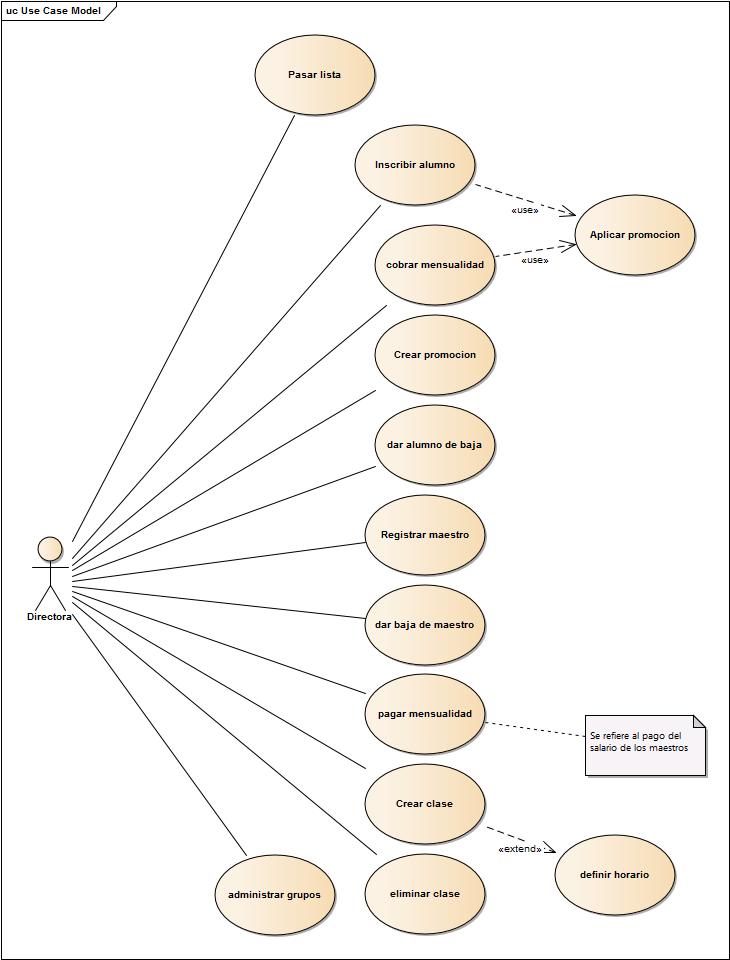 uc Use Case Model
Pasar lista
Inscribir alumno
«use»
Aplicar promocion
cobrar mensualidad
«use»
Crear promocion
dar alumno de baja
Registrar maestro
Directora
dar baja de maestro
pagar mensualidad
Se refiere al pago del
salario de los maestros
Crear clase
«extend»
definir horario
administrar grupos
eliminar clase